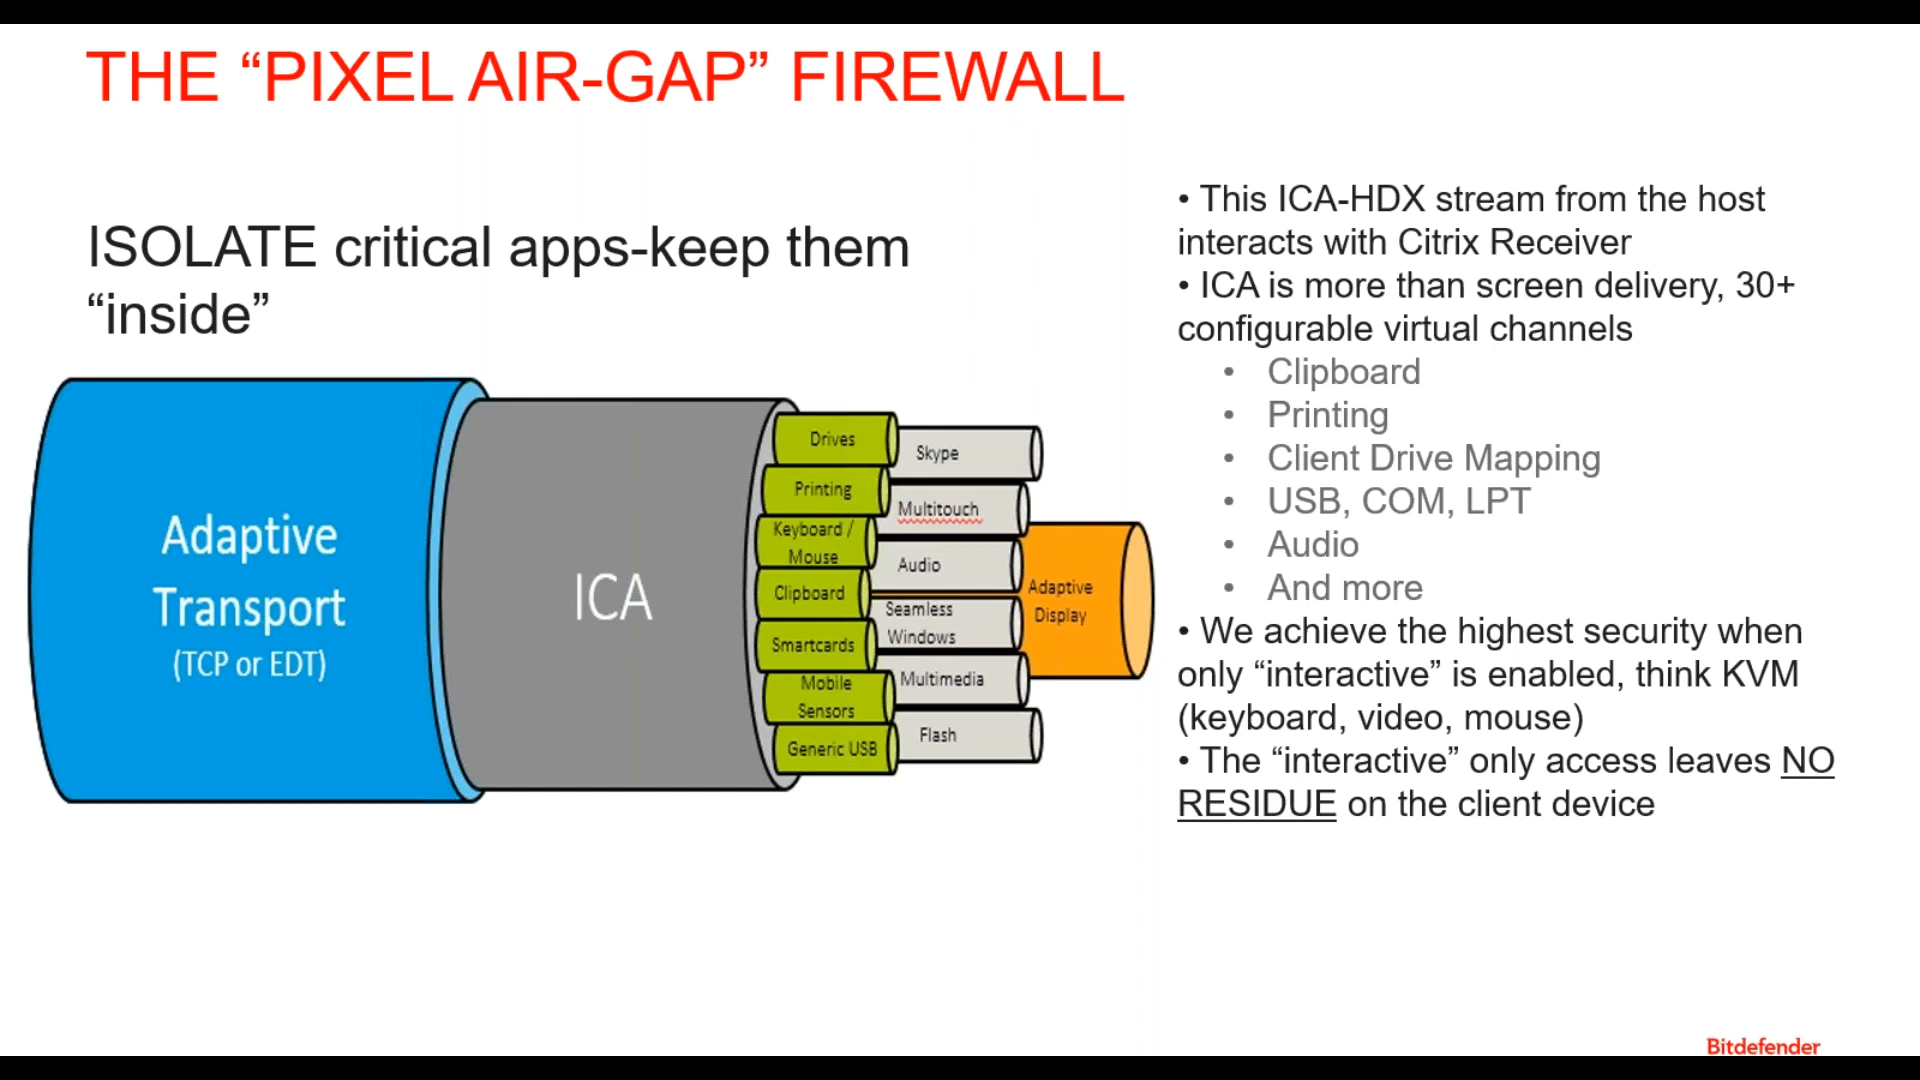 THE “PIXEL AIR-GAP” FIREWALL
ISOLATE critical apps-keep them
“inside”
Adaptive
Transport
(TCP or EDT)
ICA
Drives
Printing
Keyboard /
Mouse
Clipboard
Smartcards
Mobile
Sensors
Generic USB
Skype
Multitouch
Audio
Seamless
Windows
Multimedia
Flash
Adaptive
Display
• This ICA-HDX stream from the host
interacts with Citrix Receiver
• ICA is more than screen delivery, 30+
configurable virtual channels
• Clipboard
• Printing
• Client Drive Mapping
• USB, COM, LPT
• Audio
• And more
• We achieve the highest security when
only “interactive” is enabled, think KVM
(keyboard, video, mouse)
• The “interactive” only access leaves NO
RESIDUE on the client device
Bitdefender